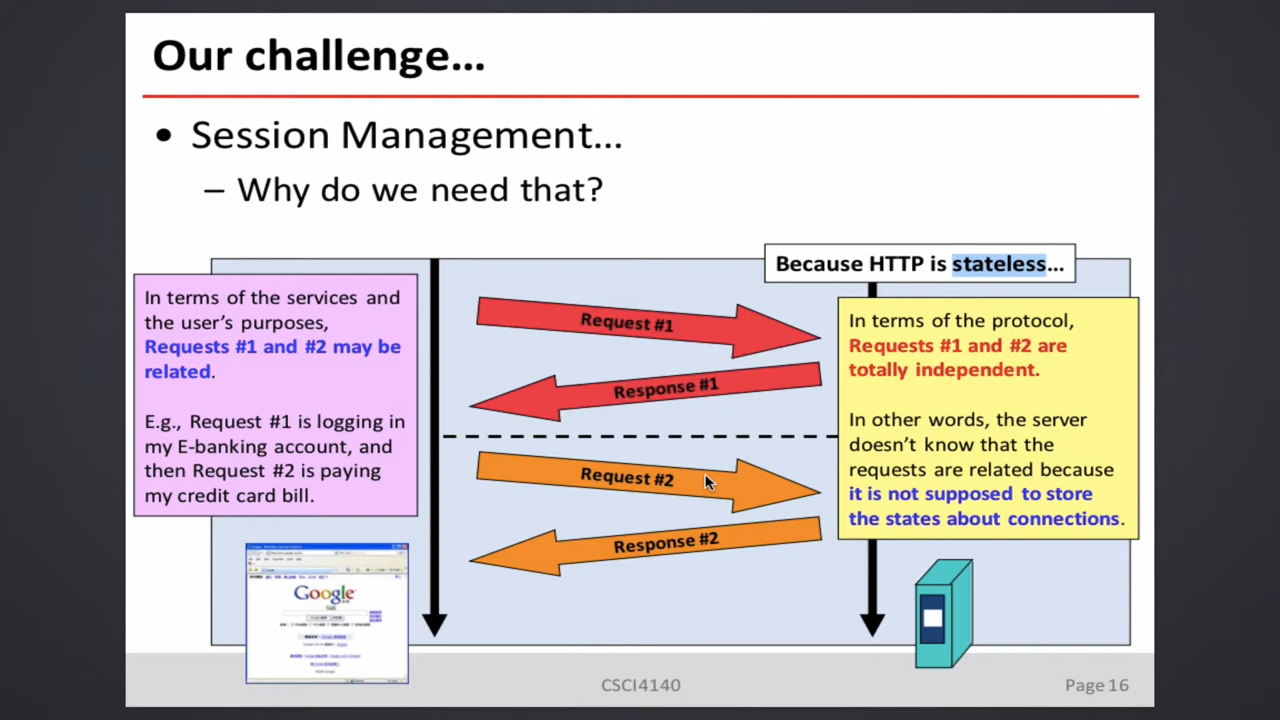 Our challenge...
• Session Management...
– Why do we need that?
Because HTTP is stateless...
In terms of the services and
the user's purposes,
Requests #1 and #2 may be
related.
E.g., Request #1 is logging in
my E-banking account, and
then Request #2 is paying
my credit card bill.
Request #1
Response #1
Request #2
Response #2
In terms of the protocol,
Requests #1 and #2 are
totally independent.
In other words, the server
doesn't know that the
requests are related because
it is not supposed to store
the states about connections.
Google
CSCI4140
Page 16